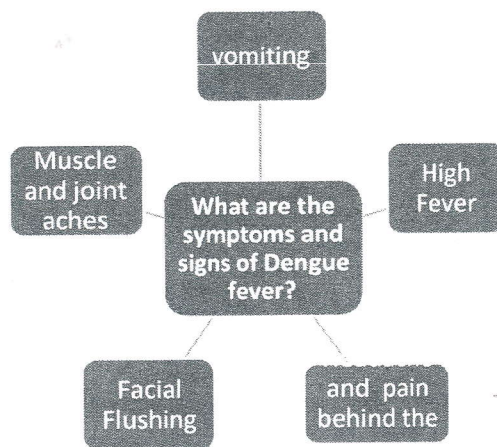 vomiting
Muscle
and joint
aches
High
Fever
What are the
symptoms and
signs of Dengue
fever?
Facial
Flushing
and pain
behind the